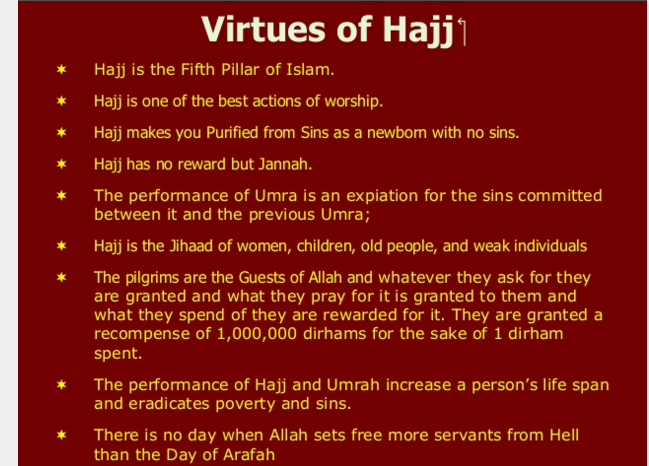 Virtues of Hajj
Hajj is the Fifth Pillar of Islam.
Hajj is one of the best actions of worship.
Hajj makes you Purified from Sins as a newborn with no sins.
Hajj has no reward but Jannah.
The performance of Umra is an expiation for the sins committed
between it and the previous Umra;
Hajj is the Jihaad of women, children, old people, and weak individuals
The pilgrims are the Guests of Allah and whatever they ask for they
are granted and what they pray for it is granted to them and
what they spend of they are rewarded for it. They are granted a
recompense of 1,000,000 dirhams for the sake of 1 dirham
spent.
The performance of Hajj and Umrah increase a person’s life span
and eradicates poverty and sins.
There is no day when Allah sets free more servants from Hell
than the Day of Arafah